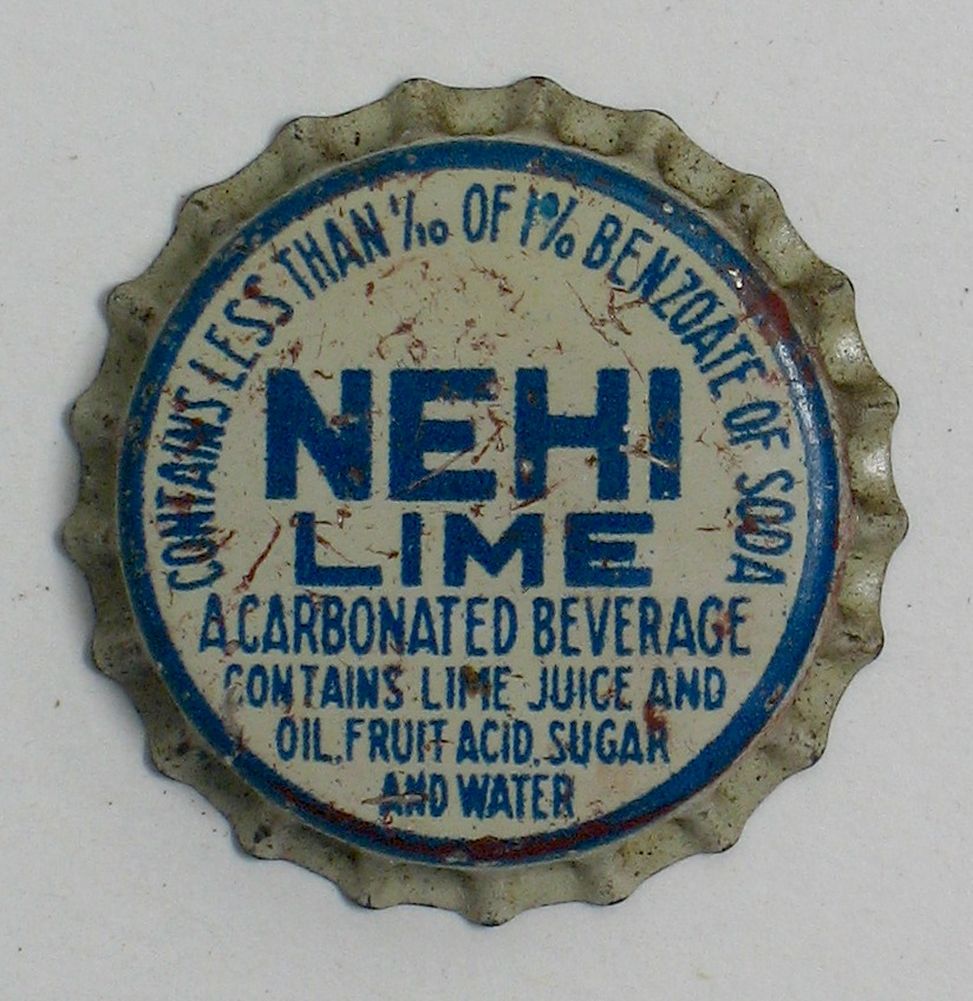 CONTAINS LESS THAN 1/10 OF 1% BENZOATE OF SODA
NEHI
LIME
A CARBONATED BEVERAGE
CONTAINS LIME JUICE AND
OIL, FRUIT ACID, SUGAR
AND WATER